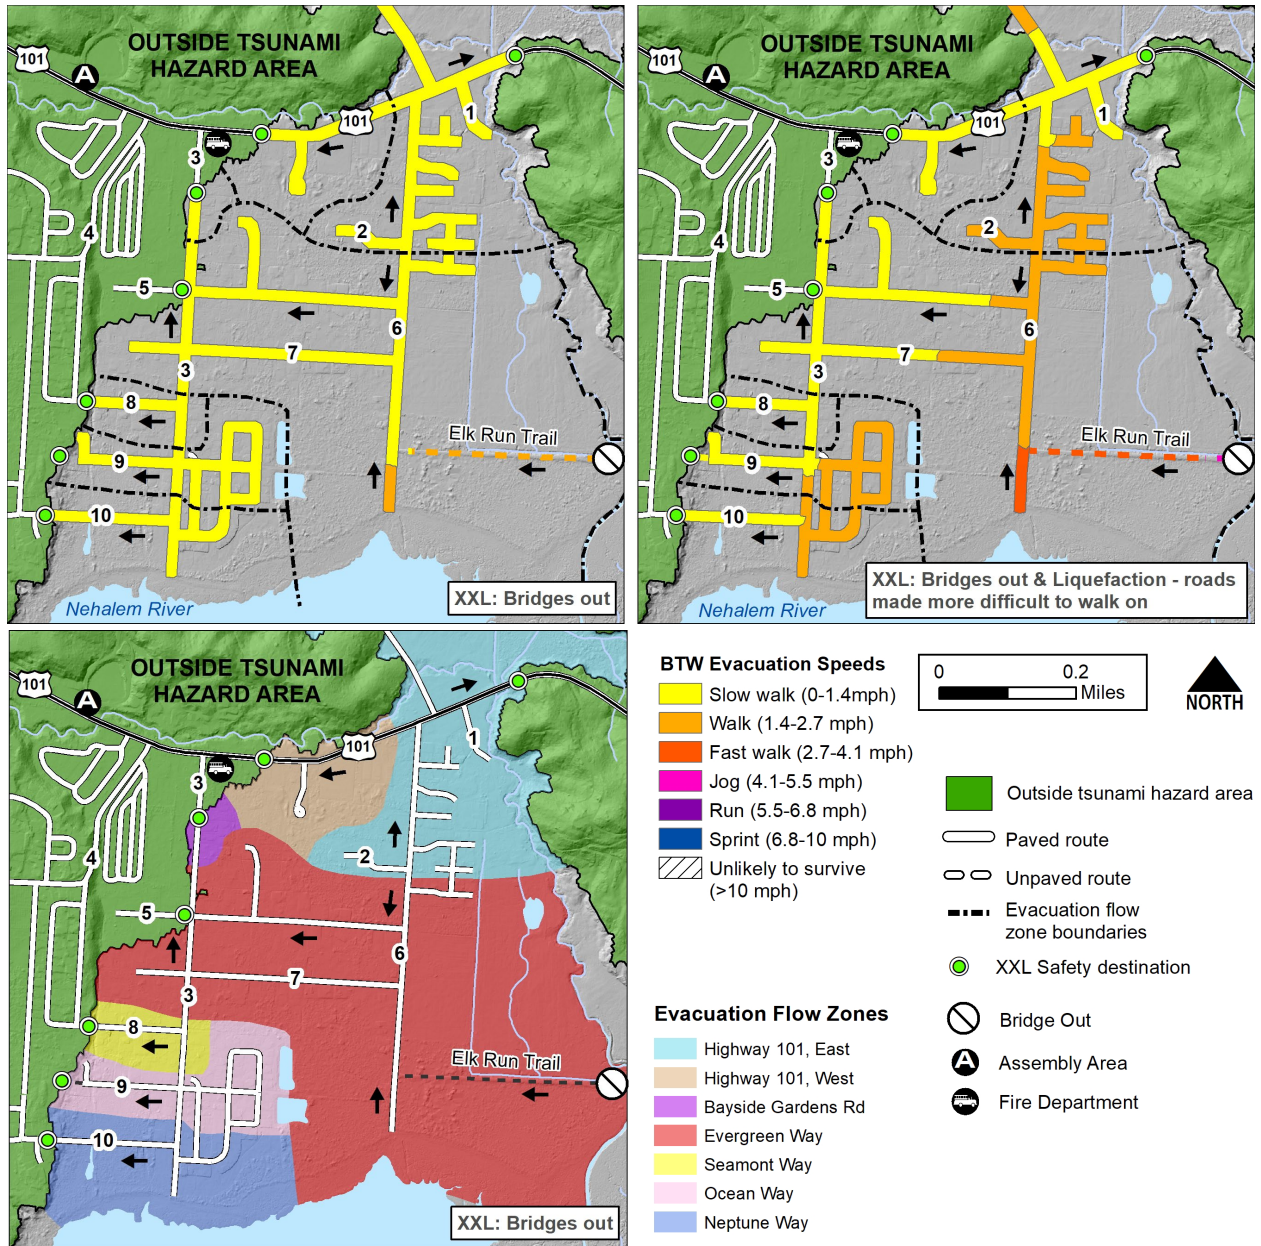 OUTSIDE TSUNAMI
HAZARD AREA
101
A
101
1
3
2
4
5
6
7
3
8
Elk Run Trail
9
10
Nehalem River
XXL: Bridges out
OUTSIDE TSUNAMI
HAZARD AREA
101
A
101
1
3
2
4
5
6
7
3
8
Elk Run Trail
9
10
Nehalem River
XXL: Bridges out & Liquefaction - roads
made more difficult to walk on
OUTSIDE TSUNAMI
HAZARD AREA
101
A
101
1
3
2
4
5
6
7
3
8
Elk Run Trail
9
10
XXL: Bridges out
BTW Evacuation Speeds
Slow walk (0-1.4mph)
Walk (1.4-2.7 mph)
Fast walk (2.7-4.1 mph)
Jog (4.1-5.5 mph)
Run (5.5-6.8 mph)
Sprint (6.8-10 mph)
Unlikely to survive
(>10 mph)
0 0.2
Miles
NORTH
Outside tsunami hazard area
Paved route
Unpaved route
Evacuation flow
zone boundaries
XXL Safety destination
Bridge Out
A Assembly Area
Fire Department
Evacuation Flow Zones
Highway 101, East
Highway 101, West
Bayside Gardens Rd
Evergreen Way
Seamont Way
Ocean Way
Neptune Way